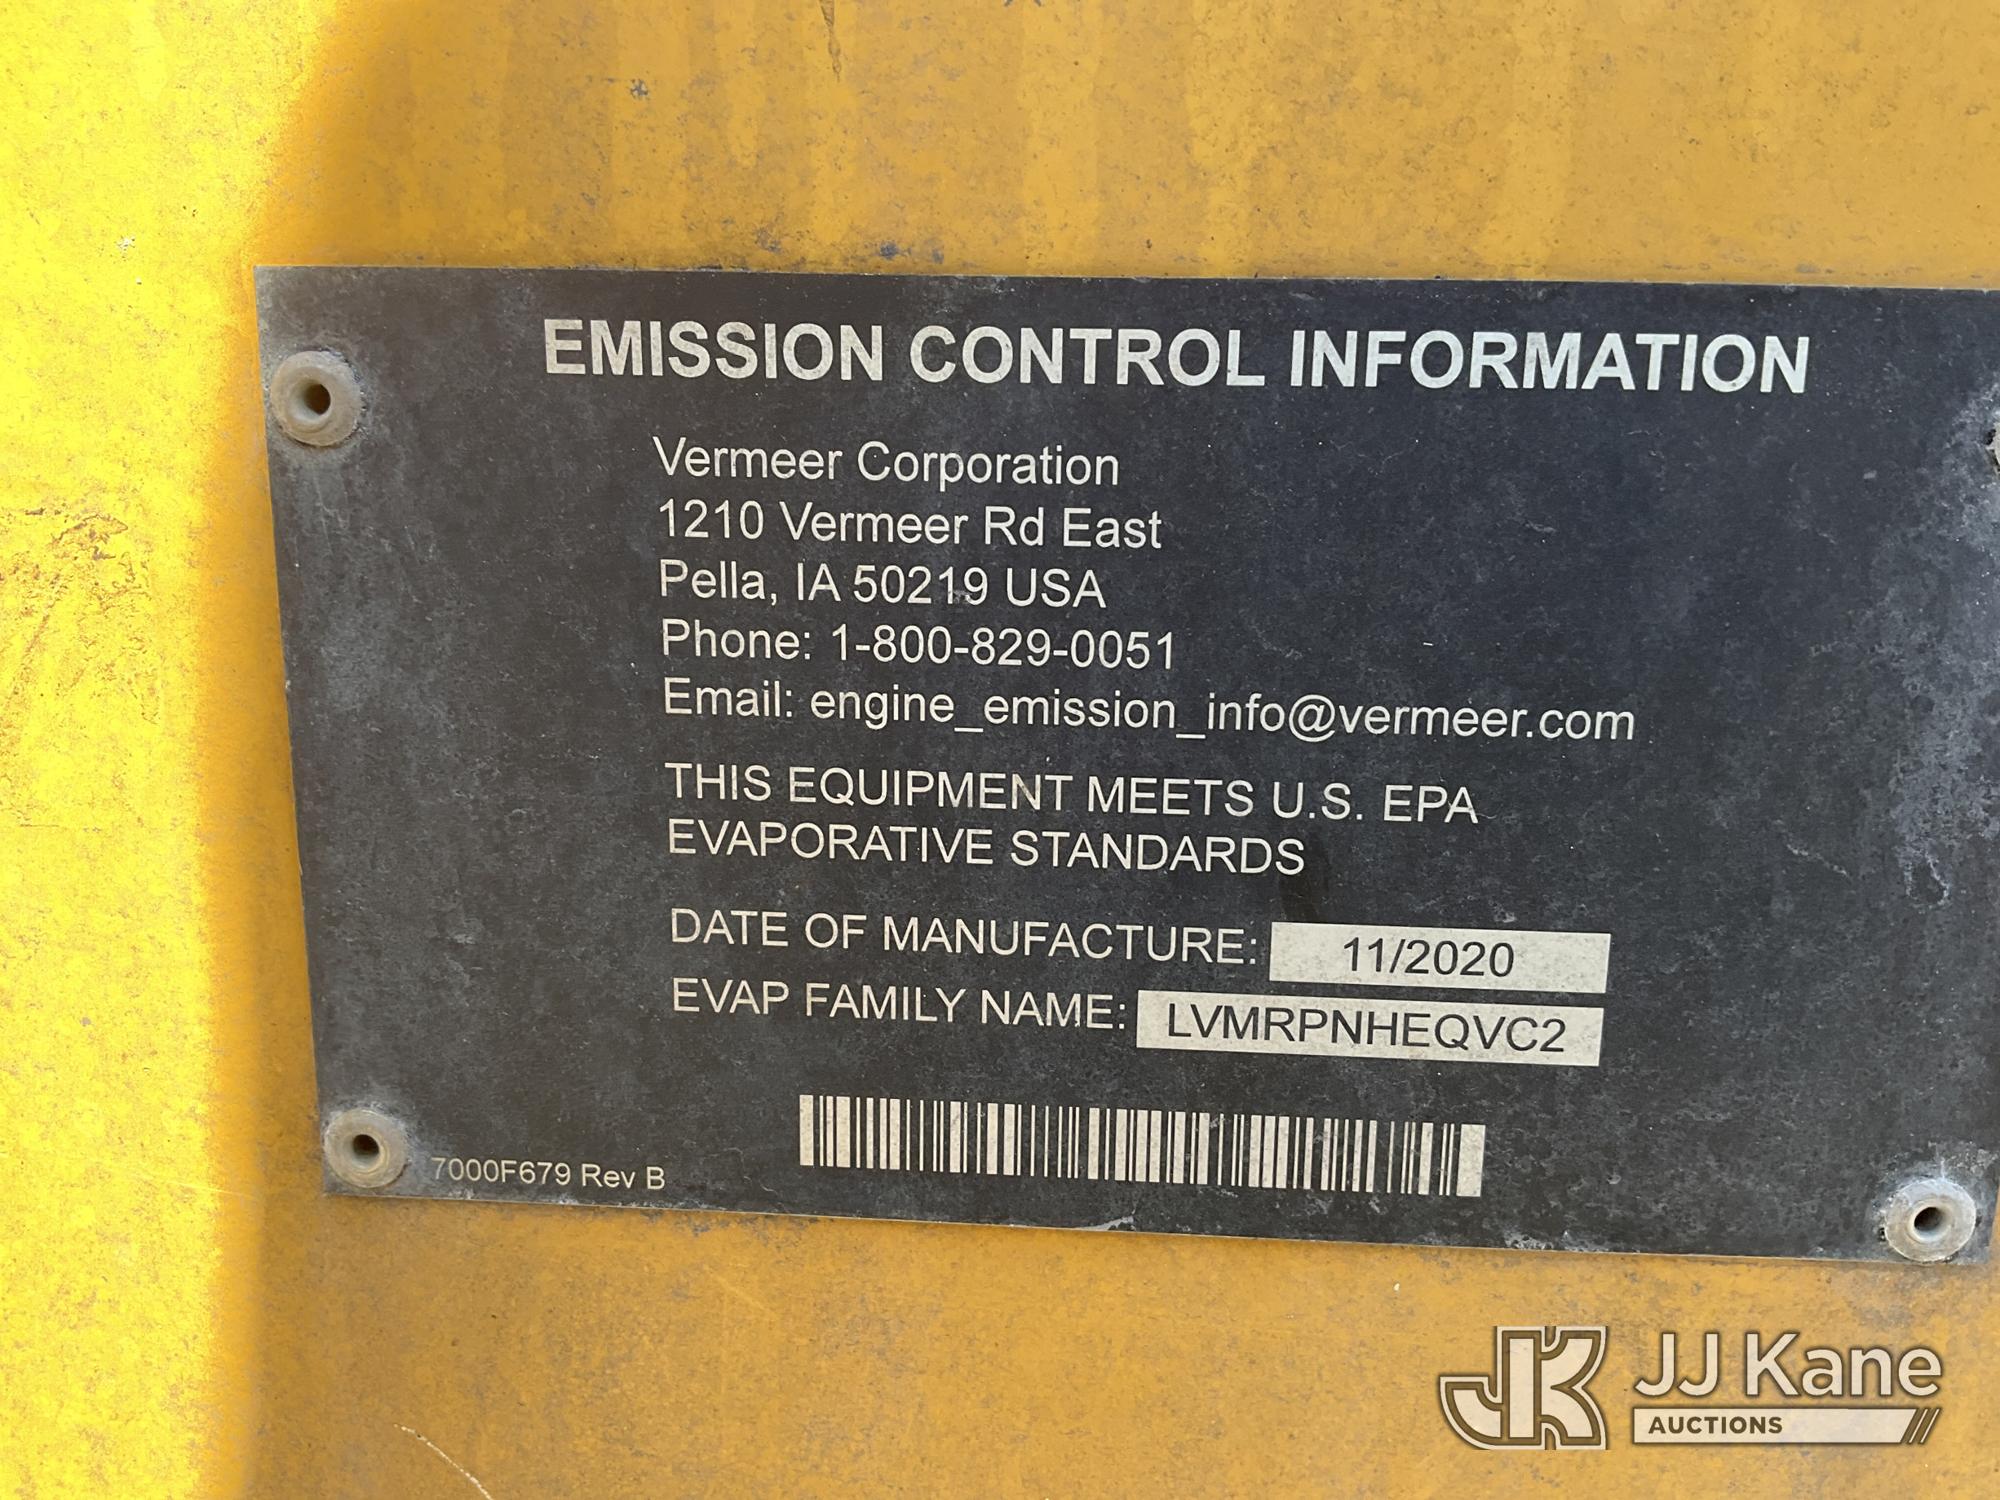 EMISSION CONTROL INFORMATION
Vermeer Corporation
1210 Vermeer Rd East
Pella, IA 50219 USA
Phone: 1-800-829-0051
Email: engine_emission_info@vermeer.com
THIS EQUIPMENT MEETS U.S. EPA
EVAPORATIVE STANDARDS
DATE OF MANUFACTURE: 11/2020
EVAP FAMILY NAME: LVMRPNHEQVC2
7000F679 Rev B
JK JJ Kane
AUCTIONS